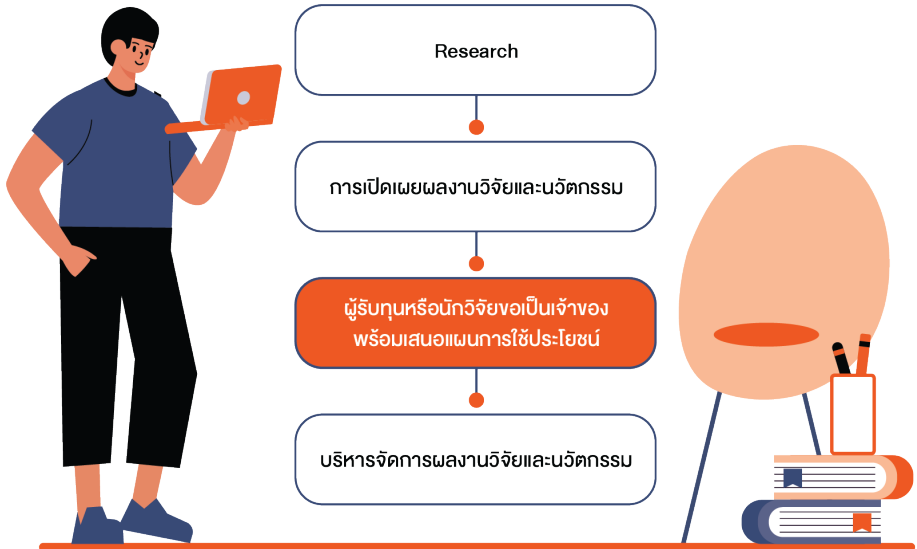 Research
การเปิดเผยผลงานวิจัยและนวัตกรรม
ผู้รับทุนหรือนักวิจัยขอเป็นเจ้าของ
พร้อมเสนอแผนการใช้ประโยชน์
บริหารจัดการผลงานวิจัยและนวัตกรรม